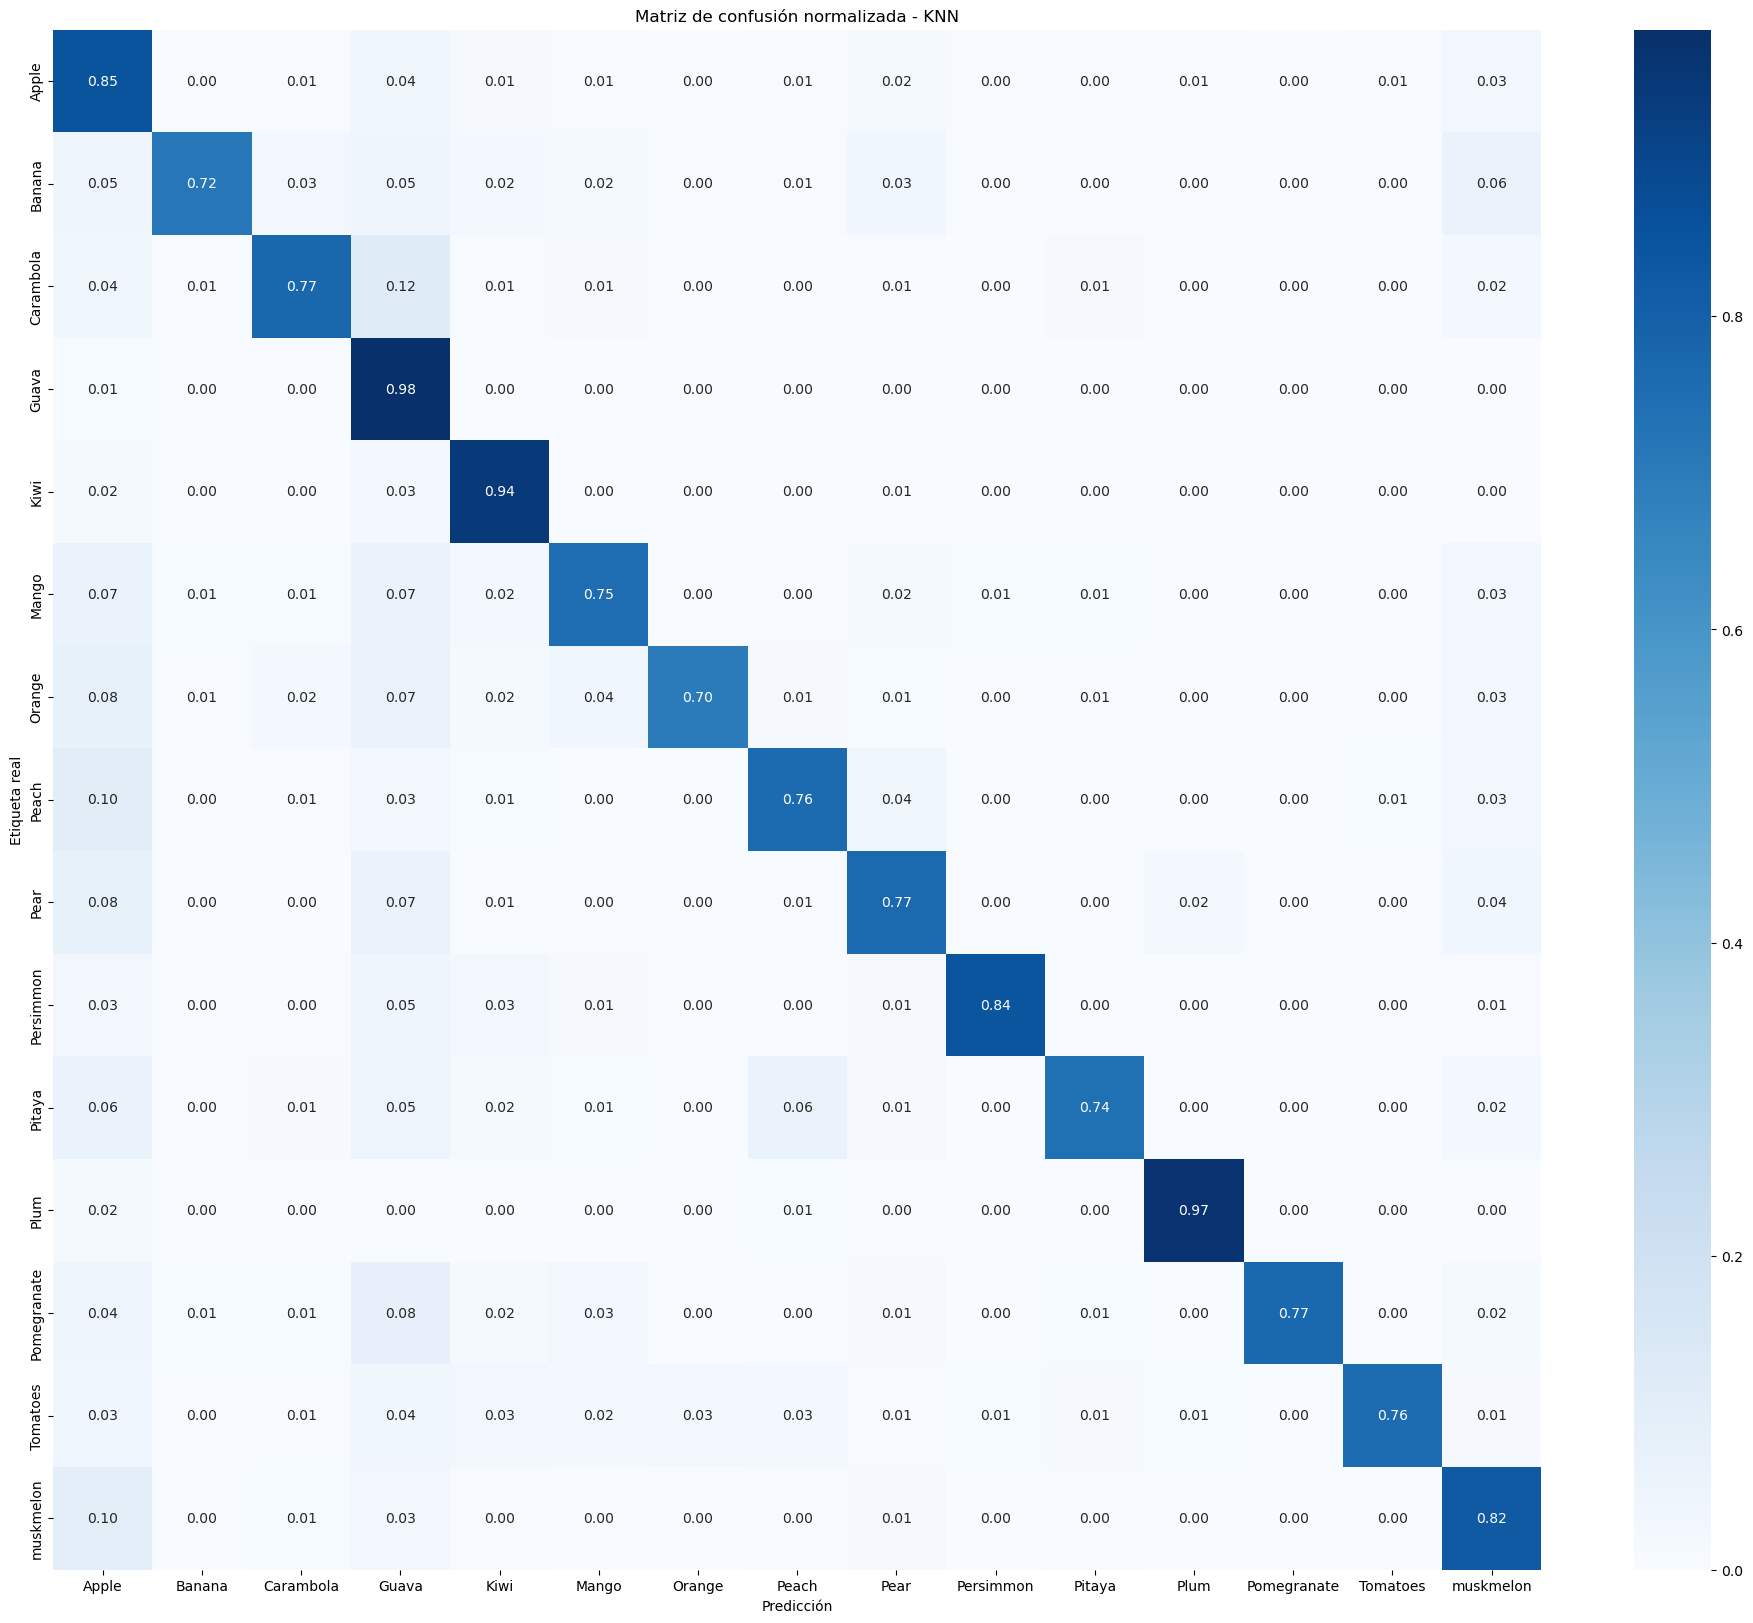 Matriz de confusión normalizada - KNN
Apple 0.85 0.00 0.01 0.04 0.01 0.01 0.00 0.01 0.02 0.00 0.00 0.01 0.00 0.01 0.03
Banana 0.05 0.72 0.03 0.05 0.02 0.02 0.00 0.01 0.03 0.00 0.00 0.00 0.00 0.00 0.06
Carambola 0.04 0.01 0.77 0.12 0.01 0.01 0.00 0.00 0.01 0.00 0.01 0.00 0.00 0.00 0.02
0.8
Guava 0.01 0.00 0.00 0.98 0.00 0.00 0.00 0.00 0.00 0.00 0.00 0.00 0.00 0.00 0.00
Kiwi 0.02 0.00 0.00 0.03 0.94 0.00 0.00 0.00 0.01 0.00 0.00 0.00 0.00 0.00 0.00
Mango 0.07 0.01 0.01 0.07 0.02 0.75 0.00 0.00 0.02 0.01 0.01 0.00 0.00 0.00 0.03
0.6
Orange 0.08 0.01 0.02 0.07 0.02 0.04 0.70 0.01 0.01 0.00 0.01 0.00 0.00 0.00 0.03
Etiqueta real
Peach 0.10 0.00 0.01 0.03 0.01 0.00 0.00 0.76 0.04 0.00 0.00 0.00 0.00 0.01 0.03
Pear 0.08 0.00 0.00 0.07 0.01 0.00 0.00 0.01 0.77 0.00 0.00 0.02 0.00 0.00 0.04
0.4
Persimmon 0.03 0.00 0.00 0.05 0.03 0.01 0.00 0.00 0.01 0.84 0.00 0.00 0.00 0.00 0.01
Pitaya 0.06 0.00 0.01 0.05 0.02 0.01 0.00 0.06 0.01 0.00 0.74 0.00 0.00 0.00 0.02
Plum 0.02 0.00 0.00 0.00 0.00 0.00 0.00 0.01 0.00 0.00 0.00 0.97 0.00 0.00 0.00
0.2
Pomegranate 0.04 0.01 0.01 0.08 0.02 0.03 0.00 0.00 0.01 0.00 0.01 0.00 0.77 0.00 0.02
Tomatoes 0.03 0.00 0.01 0.04 0.03 0.02 0.03 0.03 0.01 0.01 0.01 0.01 0.00 0.76 0.01
muskmelon 0.10 0.00 0.01 0.03 0.00 0.00 0.00 0.00 0.01 0.00 0.00 0.00 0.00 0.00 0.82
0.0
Apple Banana Carambola Guava Kiwi Mango Orange Peach Pear Persimmon Pitaya Plum Pomegranate Tomatoes muskmelon
Predicción